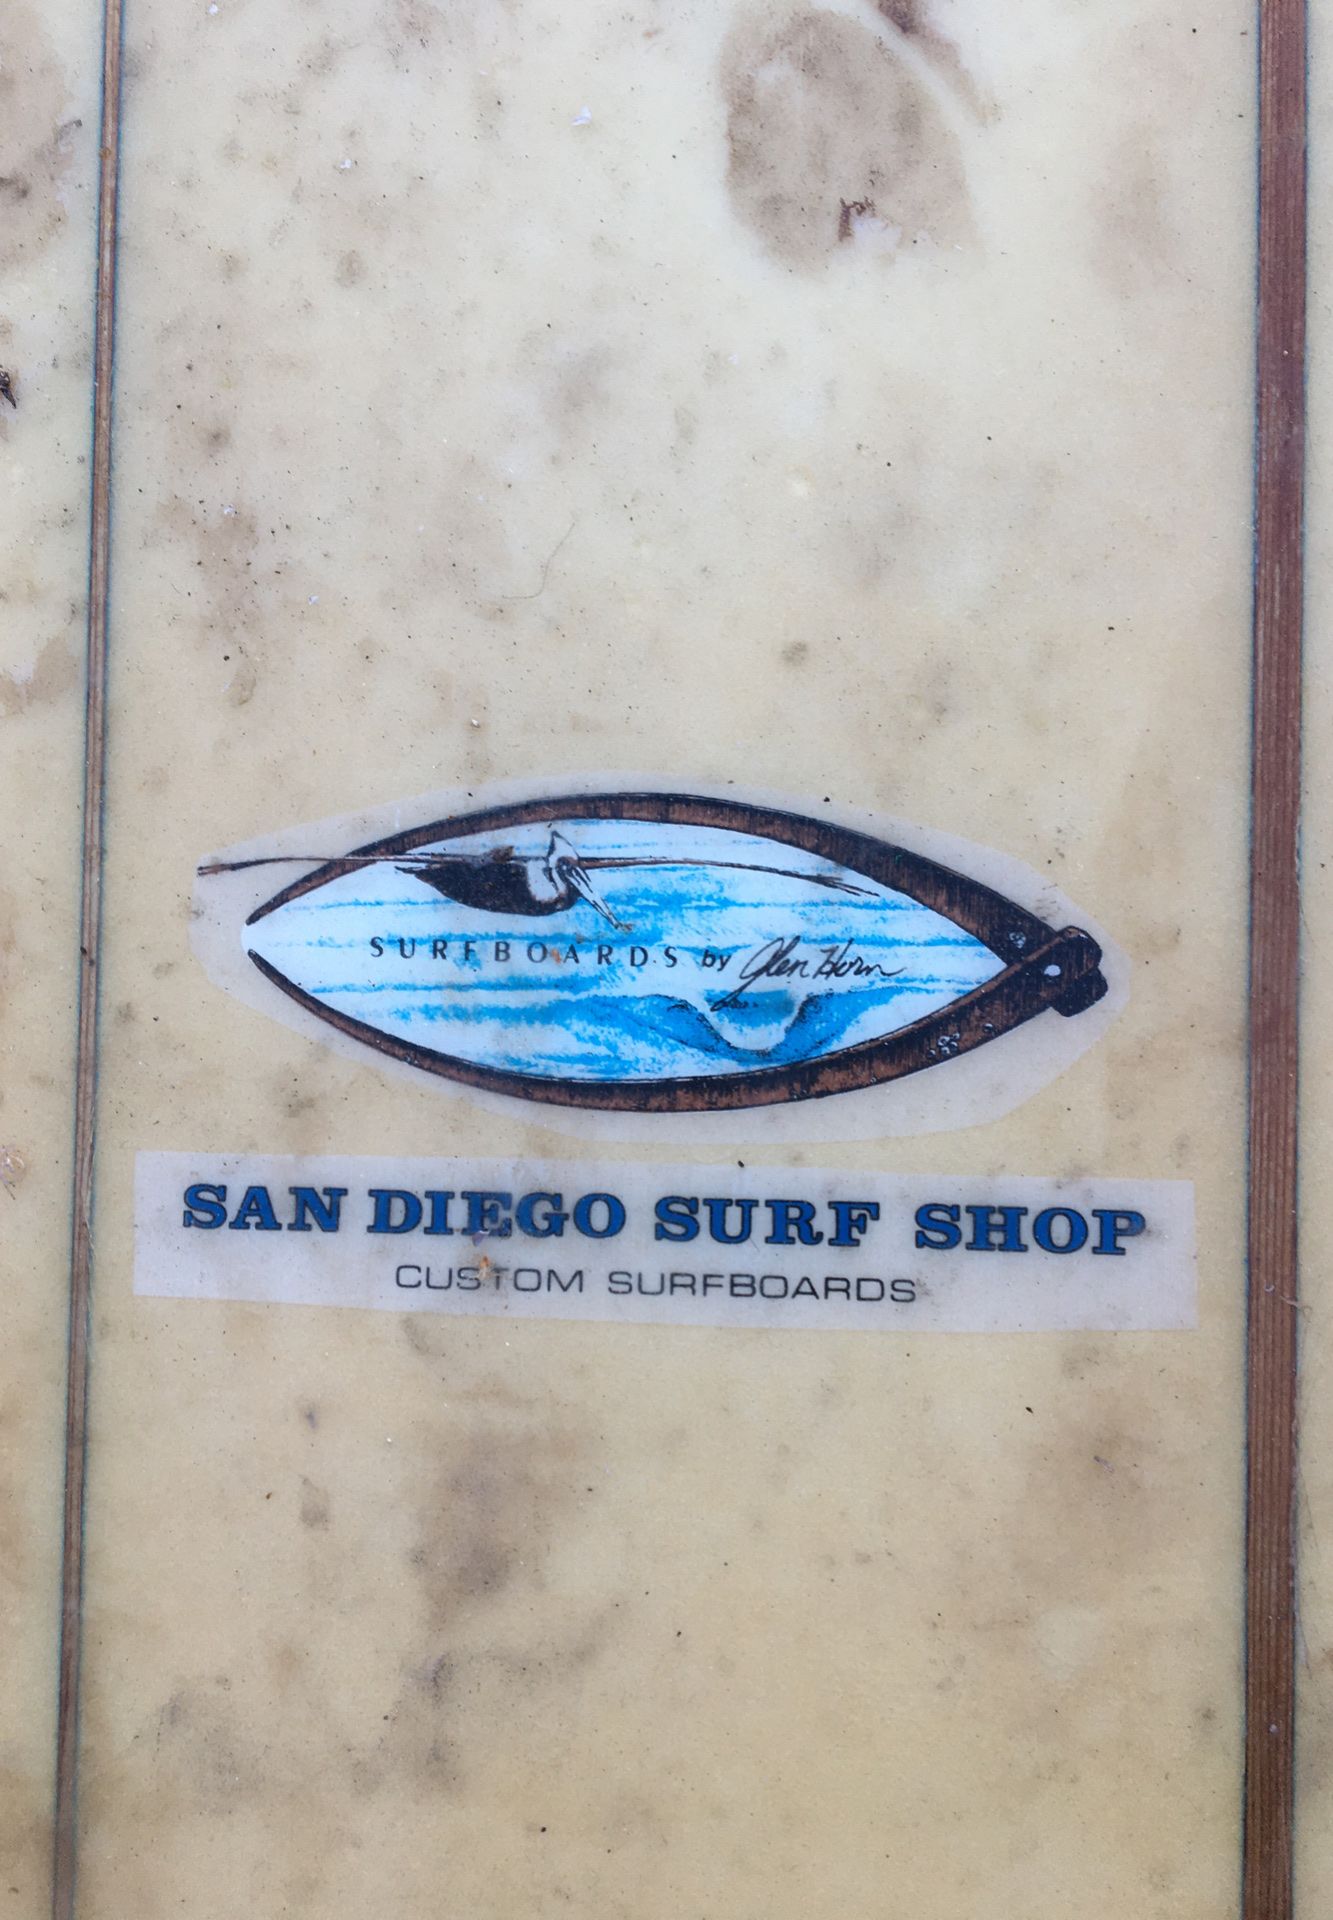 SURFBOARDS by Glen Horn
SAN DIEGO SURF SHOP
CUSTOM SURFBOARDS